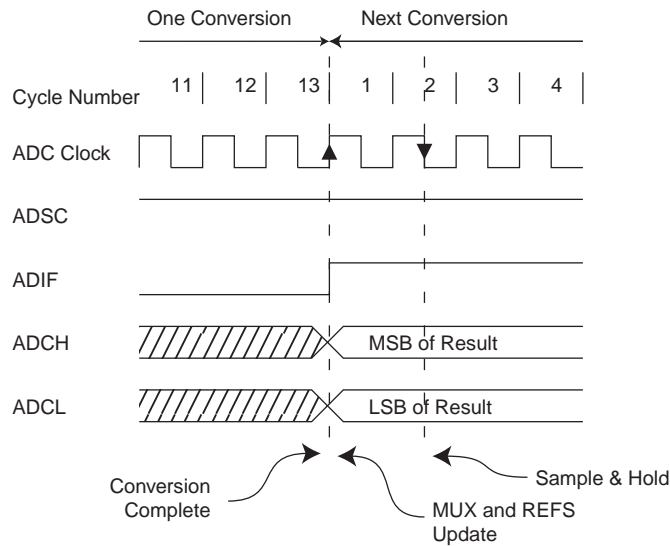 One Conversion Next Conversion
Cycle Number 11 12 13 1 2 3 4
ADC Clock
ADSC
ADIF
ADCH MSB of Result
ADCL LSB of Result
Conversion
Complete
MUX and REFS
Update
Sample & Hold